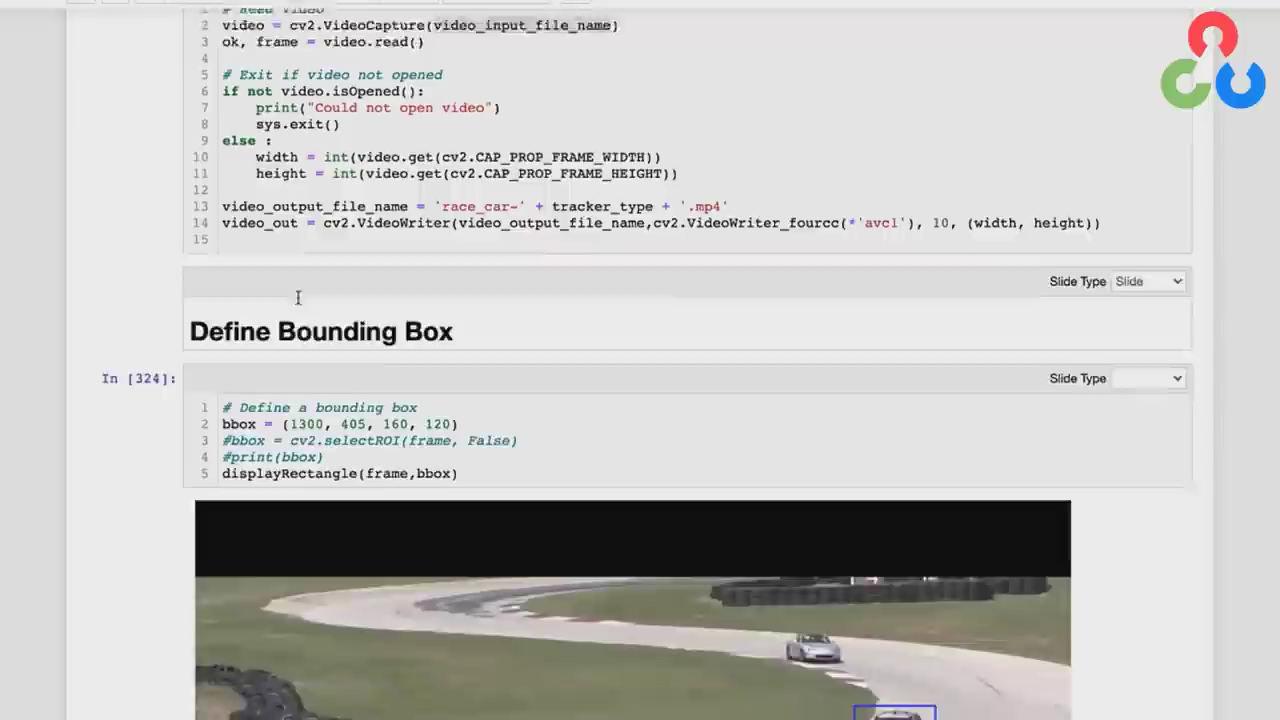 1 # Read video
2 video = cv2.VideoCapture(video_input_file_name)
3 ok, frame = video.read()
4
5 # Exit if video not opened
6 if not video.isOpened():
7 print("Could not open video")
8 sys.exit()
9 else :
10 width = int(video.get(cv2.CAP_PROP_FRAME_WIDTH))
11 height = int(video.get(cv2.CAP_PROP_FRAME_HEIGHT))
12
13 video_output_file_name = 'race_car-' + tracker_type + '.mp4'
14 video_out = cv2.VideoWriter(video_output_file_name,cv2.VideoWriter_fourcc(*'avc1'), 10, (width, height))
15
Slide Type Slide
Define Bounding Box
In [324]:
Slide Type
1 # Define a bounding box
2 bbox = (1300, 405, 160, 120)
3 #bbox = cv2.selectROI(frame, False)
4 #print(bbox)
5 displayRectangle(frame,bbox)